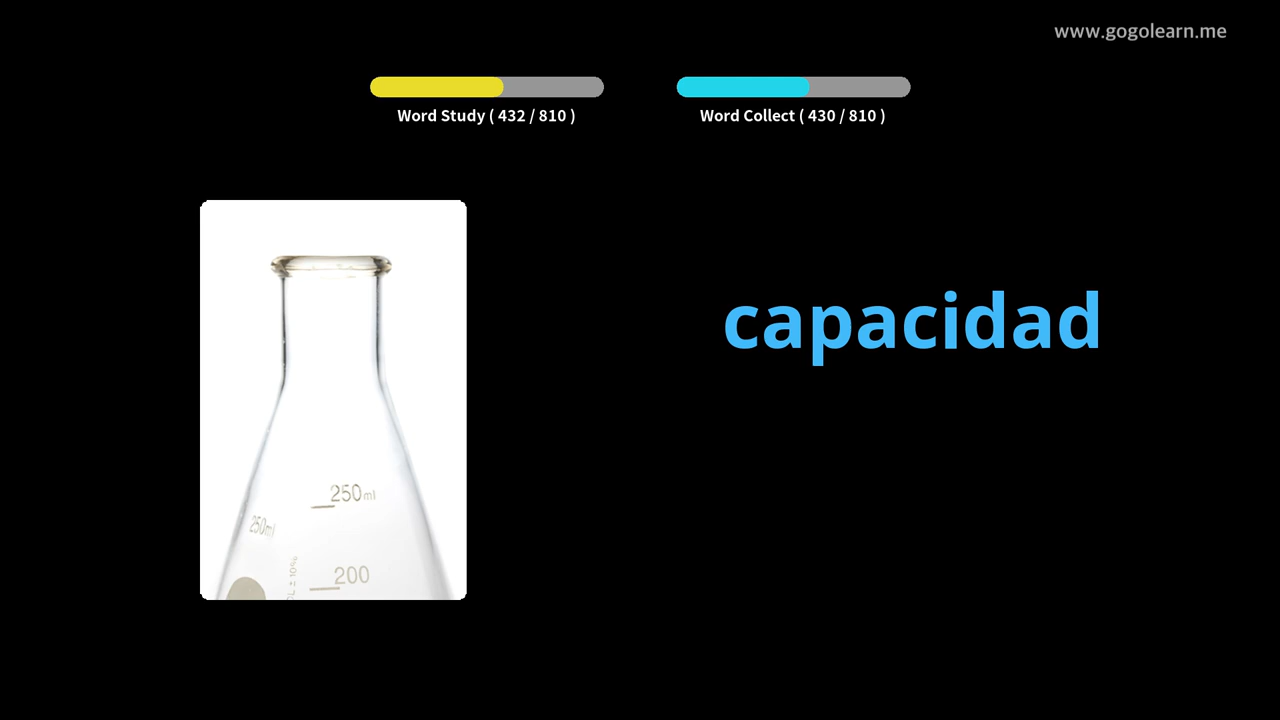 www.gogolearn.me
Word Study ( 432 / 810 )
Word Collect ( 430 / 810 )
capacidad
250ml
250ml
200